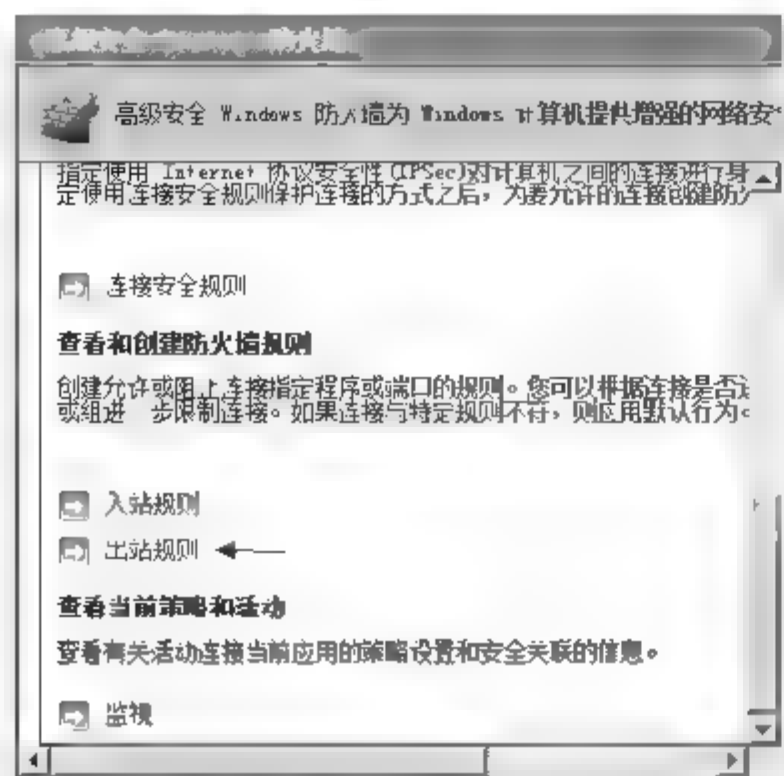 高级安全 Windows 防火墙为 Windows 计算机提供增强的网络安
指定使用 Internet 协议安全性(IPSec)对计算机之间的连接进行身
定使用连接安全规则保护连接的方式之后，为要允许的连接创建防火
连接安全规则
查看和创建防火墙规则
创建允许或阻止连接指定程序或端口的规则。您可以根据连接是否
或组进一步限制连接。如果连接与特定规则不符，则应用默认行为。
入站规则
出站规则
查看当前策略和活动
查看有关活动连接当前应用的策略设置和安全关联的信息。
监视